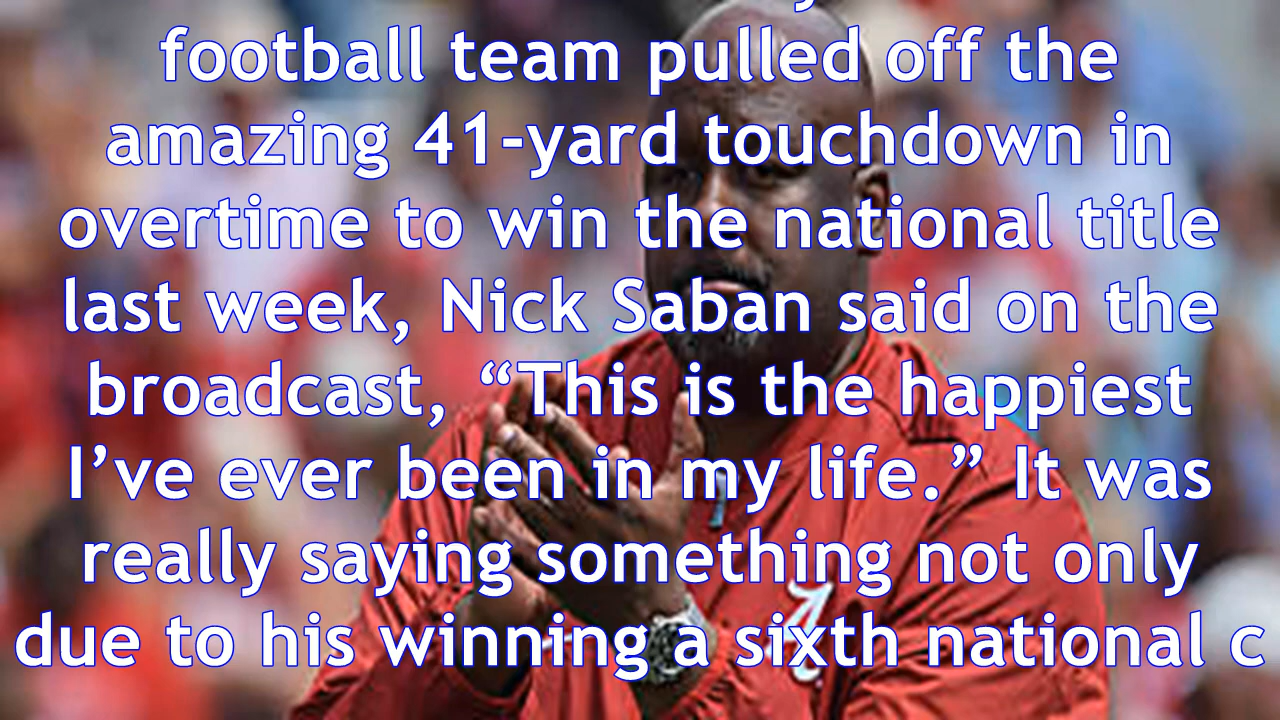 football team pulled off the
amazing 41-yard touchdown in
overtime to win the national title
last week, Nick Saban said on the
broadcast, “This is the happiest
I’ve ever been in my life.” It was
really saying something not only
due to his winning a sixth national c
A